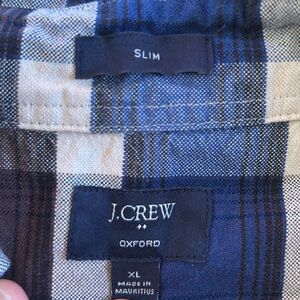 SLIM
J.CREW
OXFORD
XL
MADE IN
MAURITIUS